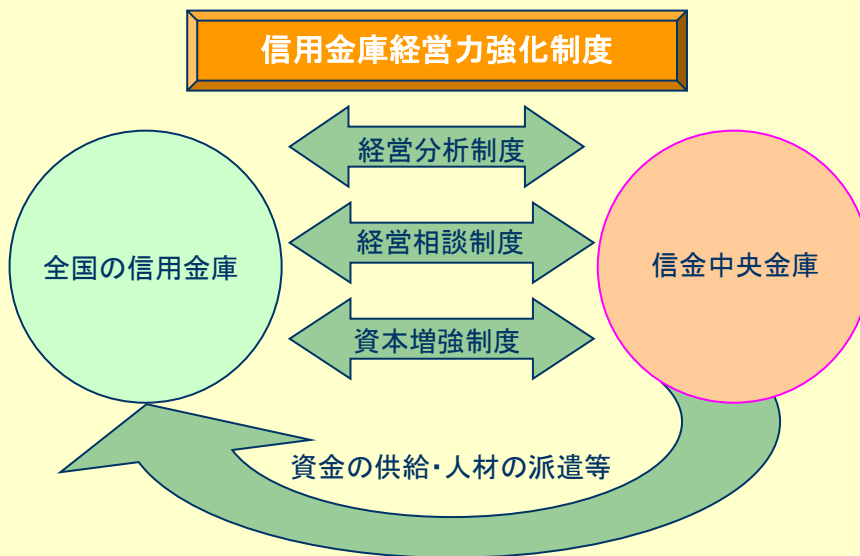 信用金庫経営力強化制度
経営分析制度
経営相談制度
全国の信用金庫
信金中央金庫
資本増強制度
資金の供給・人材の派遣等